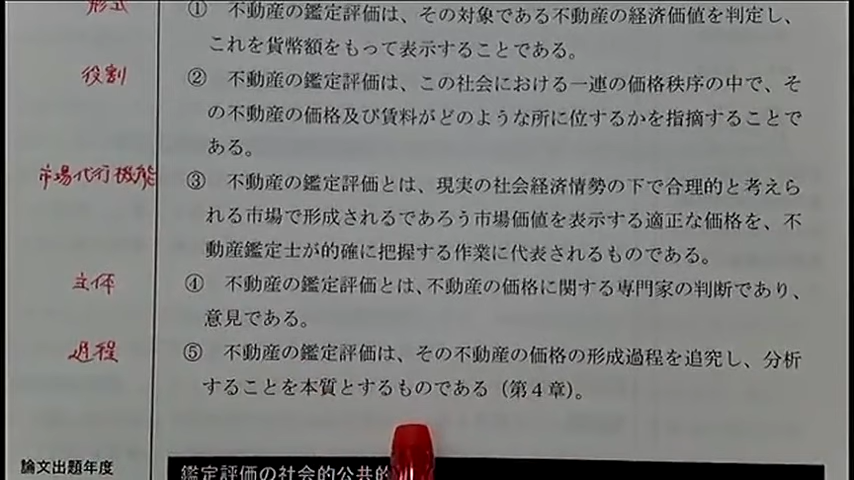 形式
① 不動産の鑑定評価は、その対象である不動産の経済価値を判定し、
これを貨幣額をもって表示することである。
役割
② 不動産の鑑定評価は、この社会における一連の価格秩序の中で、そ
の不動産の価格及び賃料がどのような所に位するかを指摘することで
ある。
市場代行機能
③ 不動産の鑑定評価とは、現実の社会経済情勢の下で合理的と考えら
れる市場で形成されるであろう市場価値を表示する適正な価格を、不
動産鑑定士が的確に把握する作業に代表されるものである。
主体
④ 不動産の鑑定評価とは、不動産の価格に関する専門家の判断であり、
意見である。
過程
⑤ 不動産の鑑定評価は、その不動産の価格の形成過程を追究し、分析
することを本質とするものである（第４章）。
論文出題年度
鑑定評価の社会的公共的